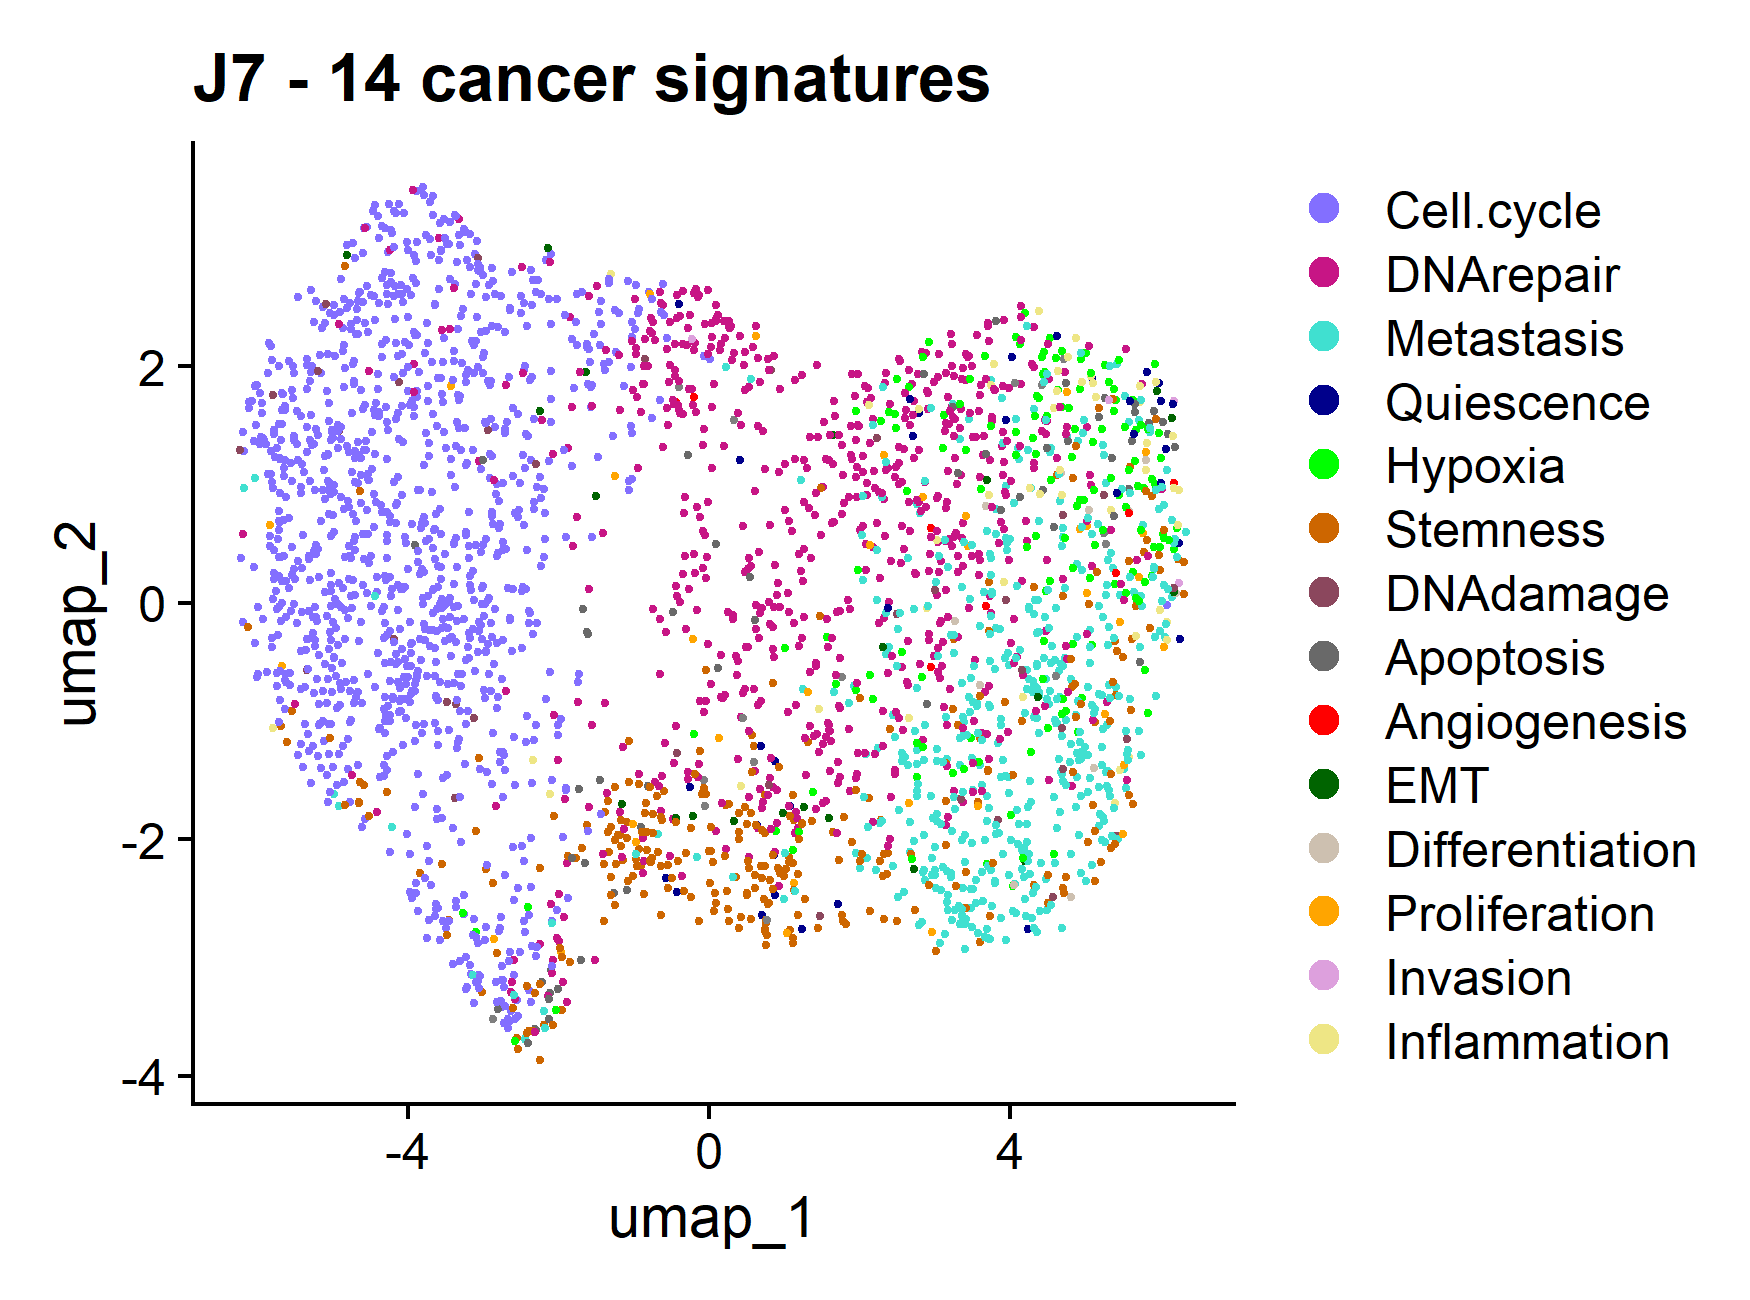 J7 - 14 cancer signatures
Cell.cycle
DNArepair
Metastasis
Quiescence
Hypoxia
Stemness
DNAdamage
Apoptosis
Angiogenesis
EMT
Differentiation
Proliferation
Invasion
Inflammation
umap_2
2
0
-2
-4
-4 0 4
umap_1